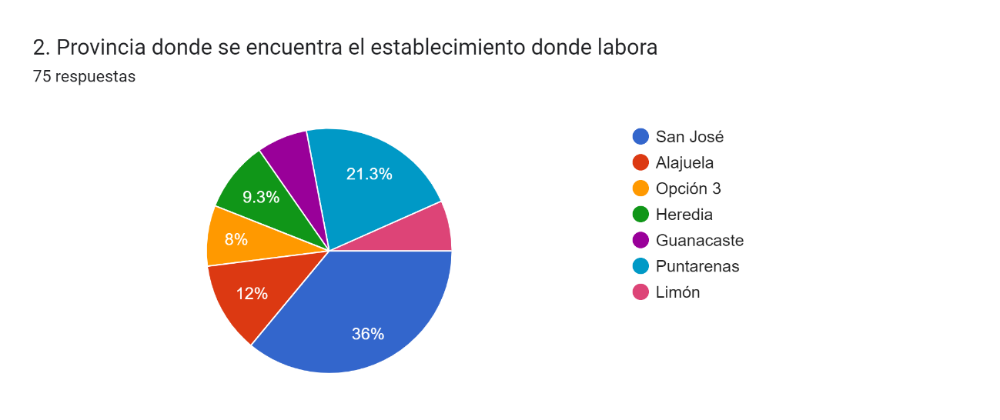 2. Provincia donde se encuentra el establecimiento donde labora
75 respuestas
San José
Alajuela
Opción 3
Heredia
Guanacaste
Puntarenas
Limón
21.3%
9.3%
8%
12%
36%